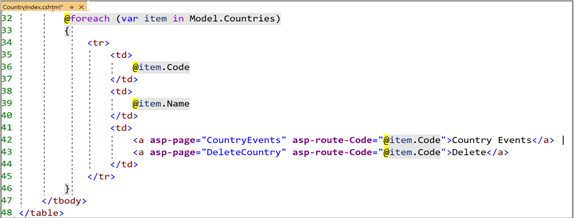 CountryIndex.cshtml*
32 @foreach (var item in Model.Countries)
33 {
34 <tr>
35 <td>
36 @item.Code
37 </td>
38 <td>
39 @item.Name
40 </td>
41 <td>
42 <a asp-page="CountryEvents" asp-route-Code="@item.Code">Country Events</a> |
43 <a asp-page="DeleteCountry" asp-route-Code="@item.Code">Delete</a>
44 </td>
45 </tr>
46 }
47 </tbody>
48 </table>